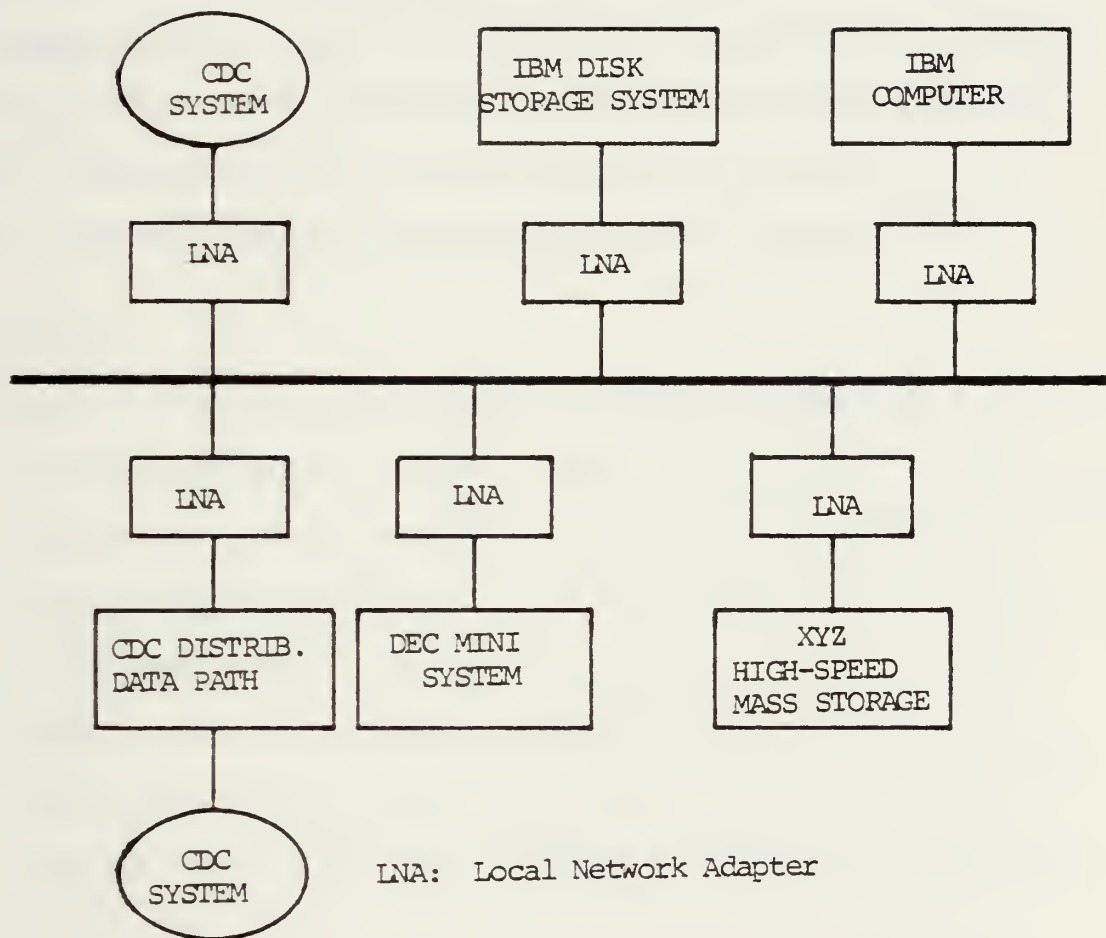 CDC
SYSTEM
IBM DISK
STOPAGE SYSTEM
IBM
COMPUTER
LNA
LNA
LNA
LNA
LNA
LNA
CDC DISTRIB.
DATA PATH
DEC MINI
SYSTEM
XYZ
HIGH-SPEED
MASS STORAGE
CDC
SYSTEM
LNA: Local Network Adapter